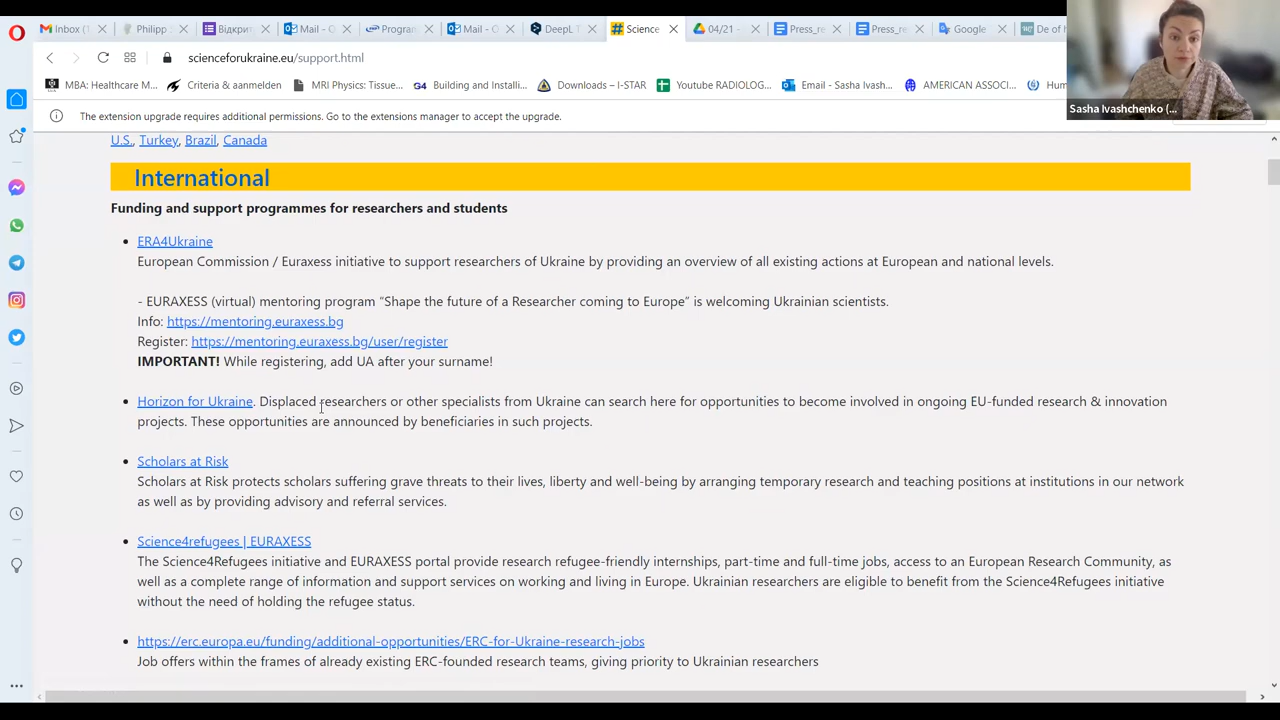 Inbox (
Philipp
Відкри
Mail - O
Progra
Mail - O
DeepL T
Science
04/21 -
Press_re
Press_re
Google
De of h
scienceforukraine.eu/support.html
MBA: Healthcare M...
Criteria & aanmelden
MRI Physics: Tissue...
G4
Building and Installi...
Downloads – I-STAR
Youtube RADIOLOG...
Email - Sasha Ivash...
AMERICAN ASSOCI...
Hum
Sasha Ivashchenko (...
The extension upgrade requires additional permissions. Go to the extensions manager to accept the upgrade.
U.S., Turkey, Brazil, Canada
International
Funding and support programmes for researchers and students
• ERA4Ukraine
European Commission / Euraxess initiative to support researchers of Ukraine by providing an overview of all existing actions at European and national levels.
- EURAXESS (virtual) mentoring program “Shape the future of a Researcher coming to Europe” is welcoming Ukrainian scientists.
Info: https://mentoring.euraxess.bg
Register: https://mentoring.euraxess.bg/user/register
IMPORTANT! While registering, add UA after your surname!
• Horizon for Ukraine. Displaced researchers or other specialists from Ukraine can search here for opportunities to become involved in ongoing EU-funded research & innovation
projects. These opportunities are announced by beneficiaries in such projects.
• Scholars at Risk
Scholars at Risk protects scholars suffering grave threats to their lives, liberty and well-being by arranging temporary research and teaching positions at institutions in our network
as well as by providing advisory and referral services.
• Science4refugees | EURAXESS
The Science4Refugees initiative and EURAXESS portal provide research refugee-friendly internships, part-time and full-time jobs, access to an European Research Community, as
well as a complete range of information and support services on working and living in Europe. Ukrainian researchers are eligible to benefit from the Science4Refugees initiative
without the need of holding the refugee status.
• https://erc.europa.eu/funding/additional-opportunities/ERC-for-Ukraine-research-jobs
Job offers within the frames of already existing ERC-founded research teams, giving priority to Ukrainian researchers